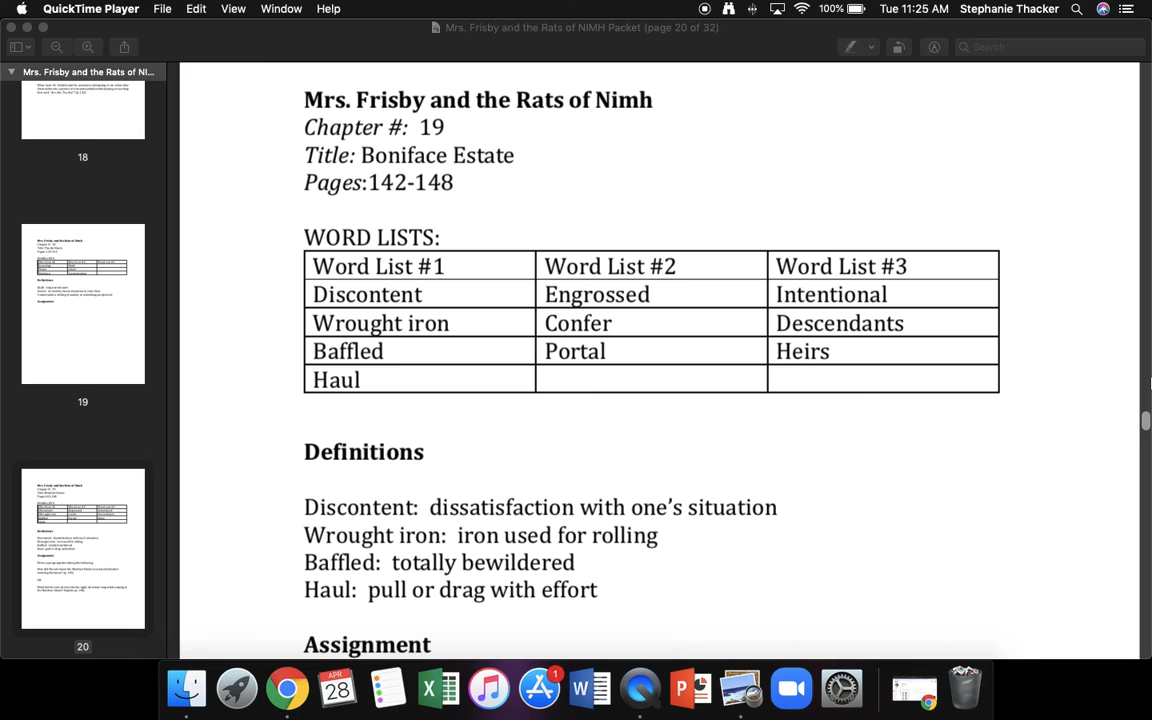 QuickTime Player File Edit View Window Help 100% Tue 11:25 AM Stephanie Thacker
Mrs. Frisby and the Rats of NIMH Packet (page 20 of 32)
Search
Mrs. Frisby and the Rats of NI...
18
19
20
Mrs. Frisby and the Rats of Nimh
Chapter #: 19
Title: Boniface Estate
Pages:142-148
WORD LISTS:
Word List #1 Word List #2 Word List #3
Discontent Engrossed Intentional
Wrought iron Confer Descendants
Baffled Portal Heirs
Haul
Definitions
Discontent: dissatisfaction with one's situation
Wrought iron: iron used for rolling
Baffled: totally bewildered
Haul: pull or drag with effort
Assignment
APR
28
1